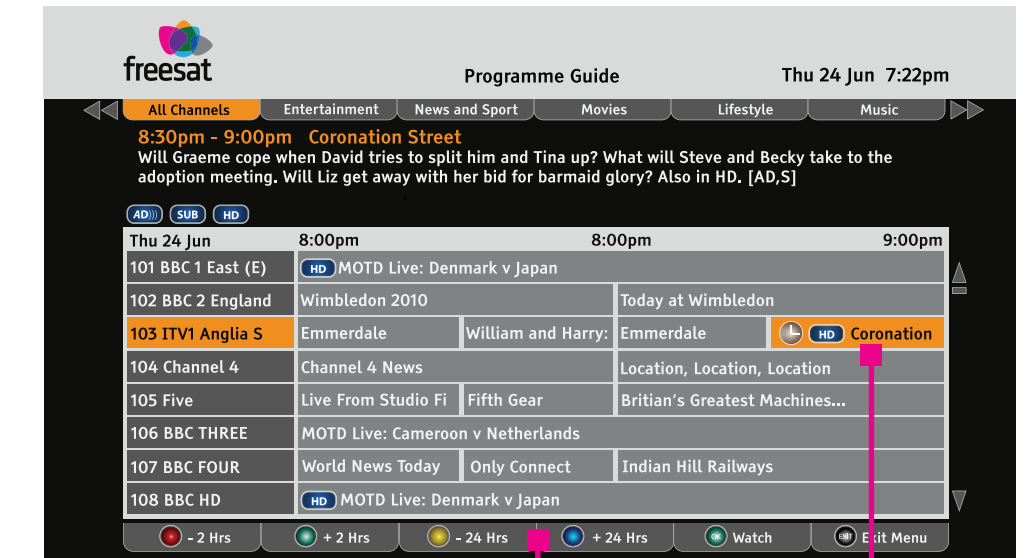 freesat
Programme Guide
Thu 24 Jun 7:22pm
All Channels Entertainment News and Sport Movies Lifestyle Music
8:30pm - 9:00pm Coronation Street
Will Graeme cope when David tries to split him and Tina up? What will Steve and Becky take to the
adoption meeting. Will Liz get away with her bid for barmaid glory? Also in HD. [AD,S]
AD))) SUB HD
Thu 24 Jun 8:00pm 8:00pm 9:00pm
101 BBC 1 East (E) HD MOTD Live: Denmark v Japan
102 BBC 2 England Wimbledon 2010 Today at Wimbledon
103 ITV1 Anglia S Emmerdale William and Harry: Emmerdale HD Coronation
104 Channel 4 Channel 4 News Location, Location, Location
105 Five Live From Studio Fi Fifth Gear Britian's Greatest Machines...
106 BBC THREE MOTD Live: Cameroon v Netherlands
107 BBC FOUR World News Today Only Connect Indian Hill Railways
108 BBC HD HD MOTD Live: Denmark v Japan
- 2 Hrs + 2 Hrs - 24 Hrs + 24 Hrs OK Watch EXIT Exit Menu